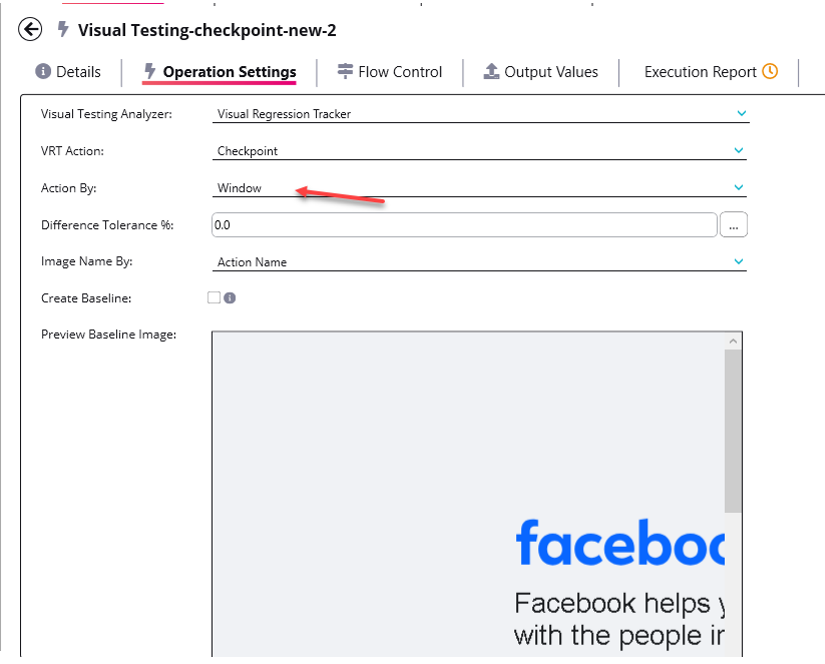 Visual Testing-checkpoint-new-2
Details Operation Settings Flow Control Output Values Execution Report
Visual Testing Analyzer: Visual Regression Tracker
VRT Action: Checkpoint
Action By: Window
Difference Tolerance %: 0.0 ...
Image Name By: Action Name
Create Baseline:
Preview Baseline Image:
faceboo
Facebook helps y
with the people in